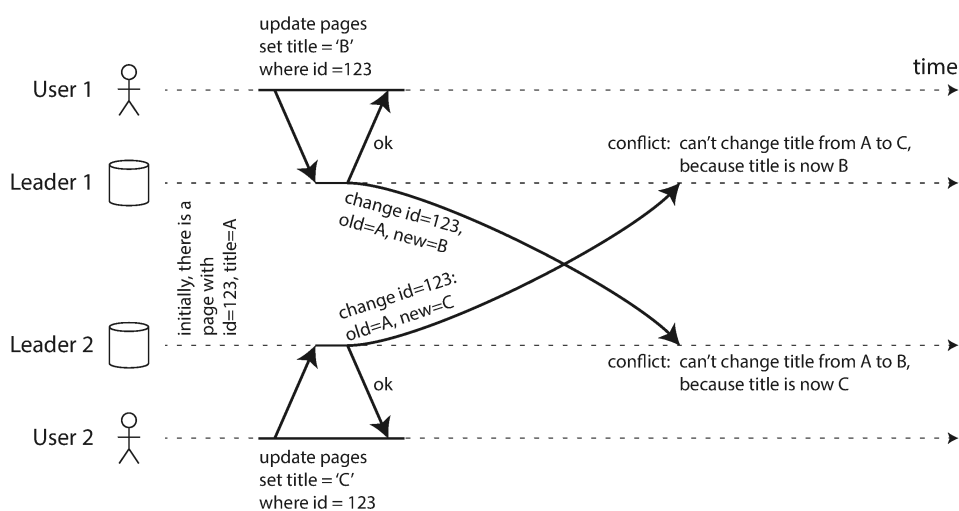 update pages
set title = ‘B’
where id =123
time
User 1
ok
conflict: can’t change title from A to C,
because title is now B
Leader 1
change id=123,
old=A, new=B
initially, there is a
page with
id=123, title=A
change id=123:
old=A, new=C
Leader 2
conflict: can’t change title from A to B,
because title is now C
ok
User 2
update pages
set title = ‘C’
where id = 123